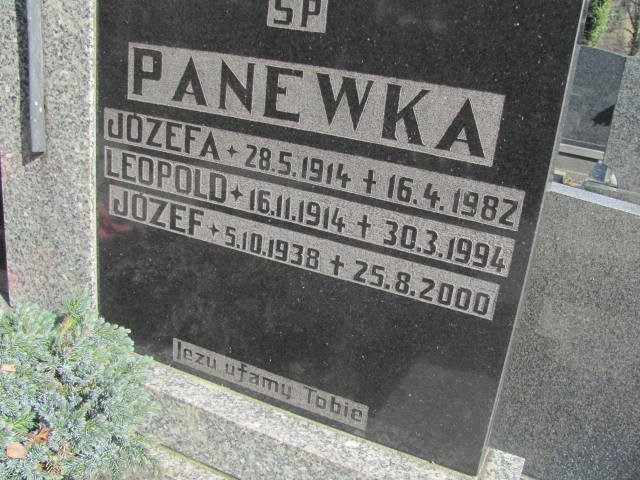 ŚP
PANEWKA
JÓZEFA * 28.5.1914 + 16.4.1982
LEOPOLD * 16.11.1914 + 30.3.1994
JÓZEF * 5.10.1938 + 25.8.2000
Jezu ufamy Tobie